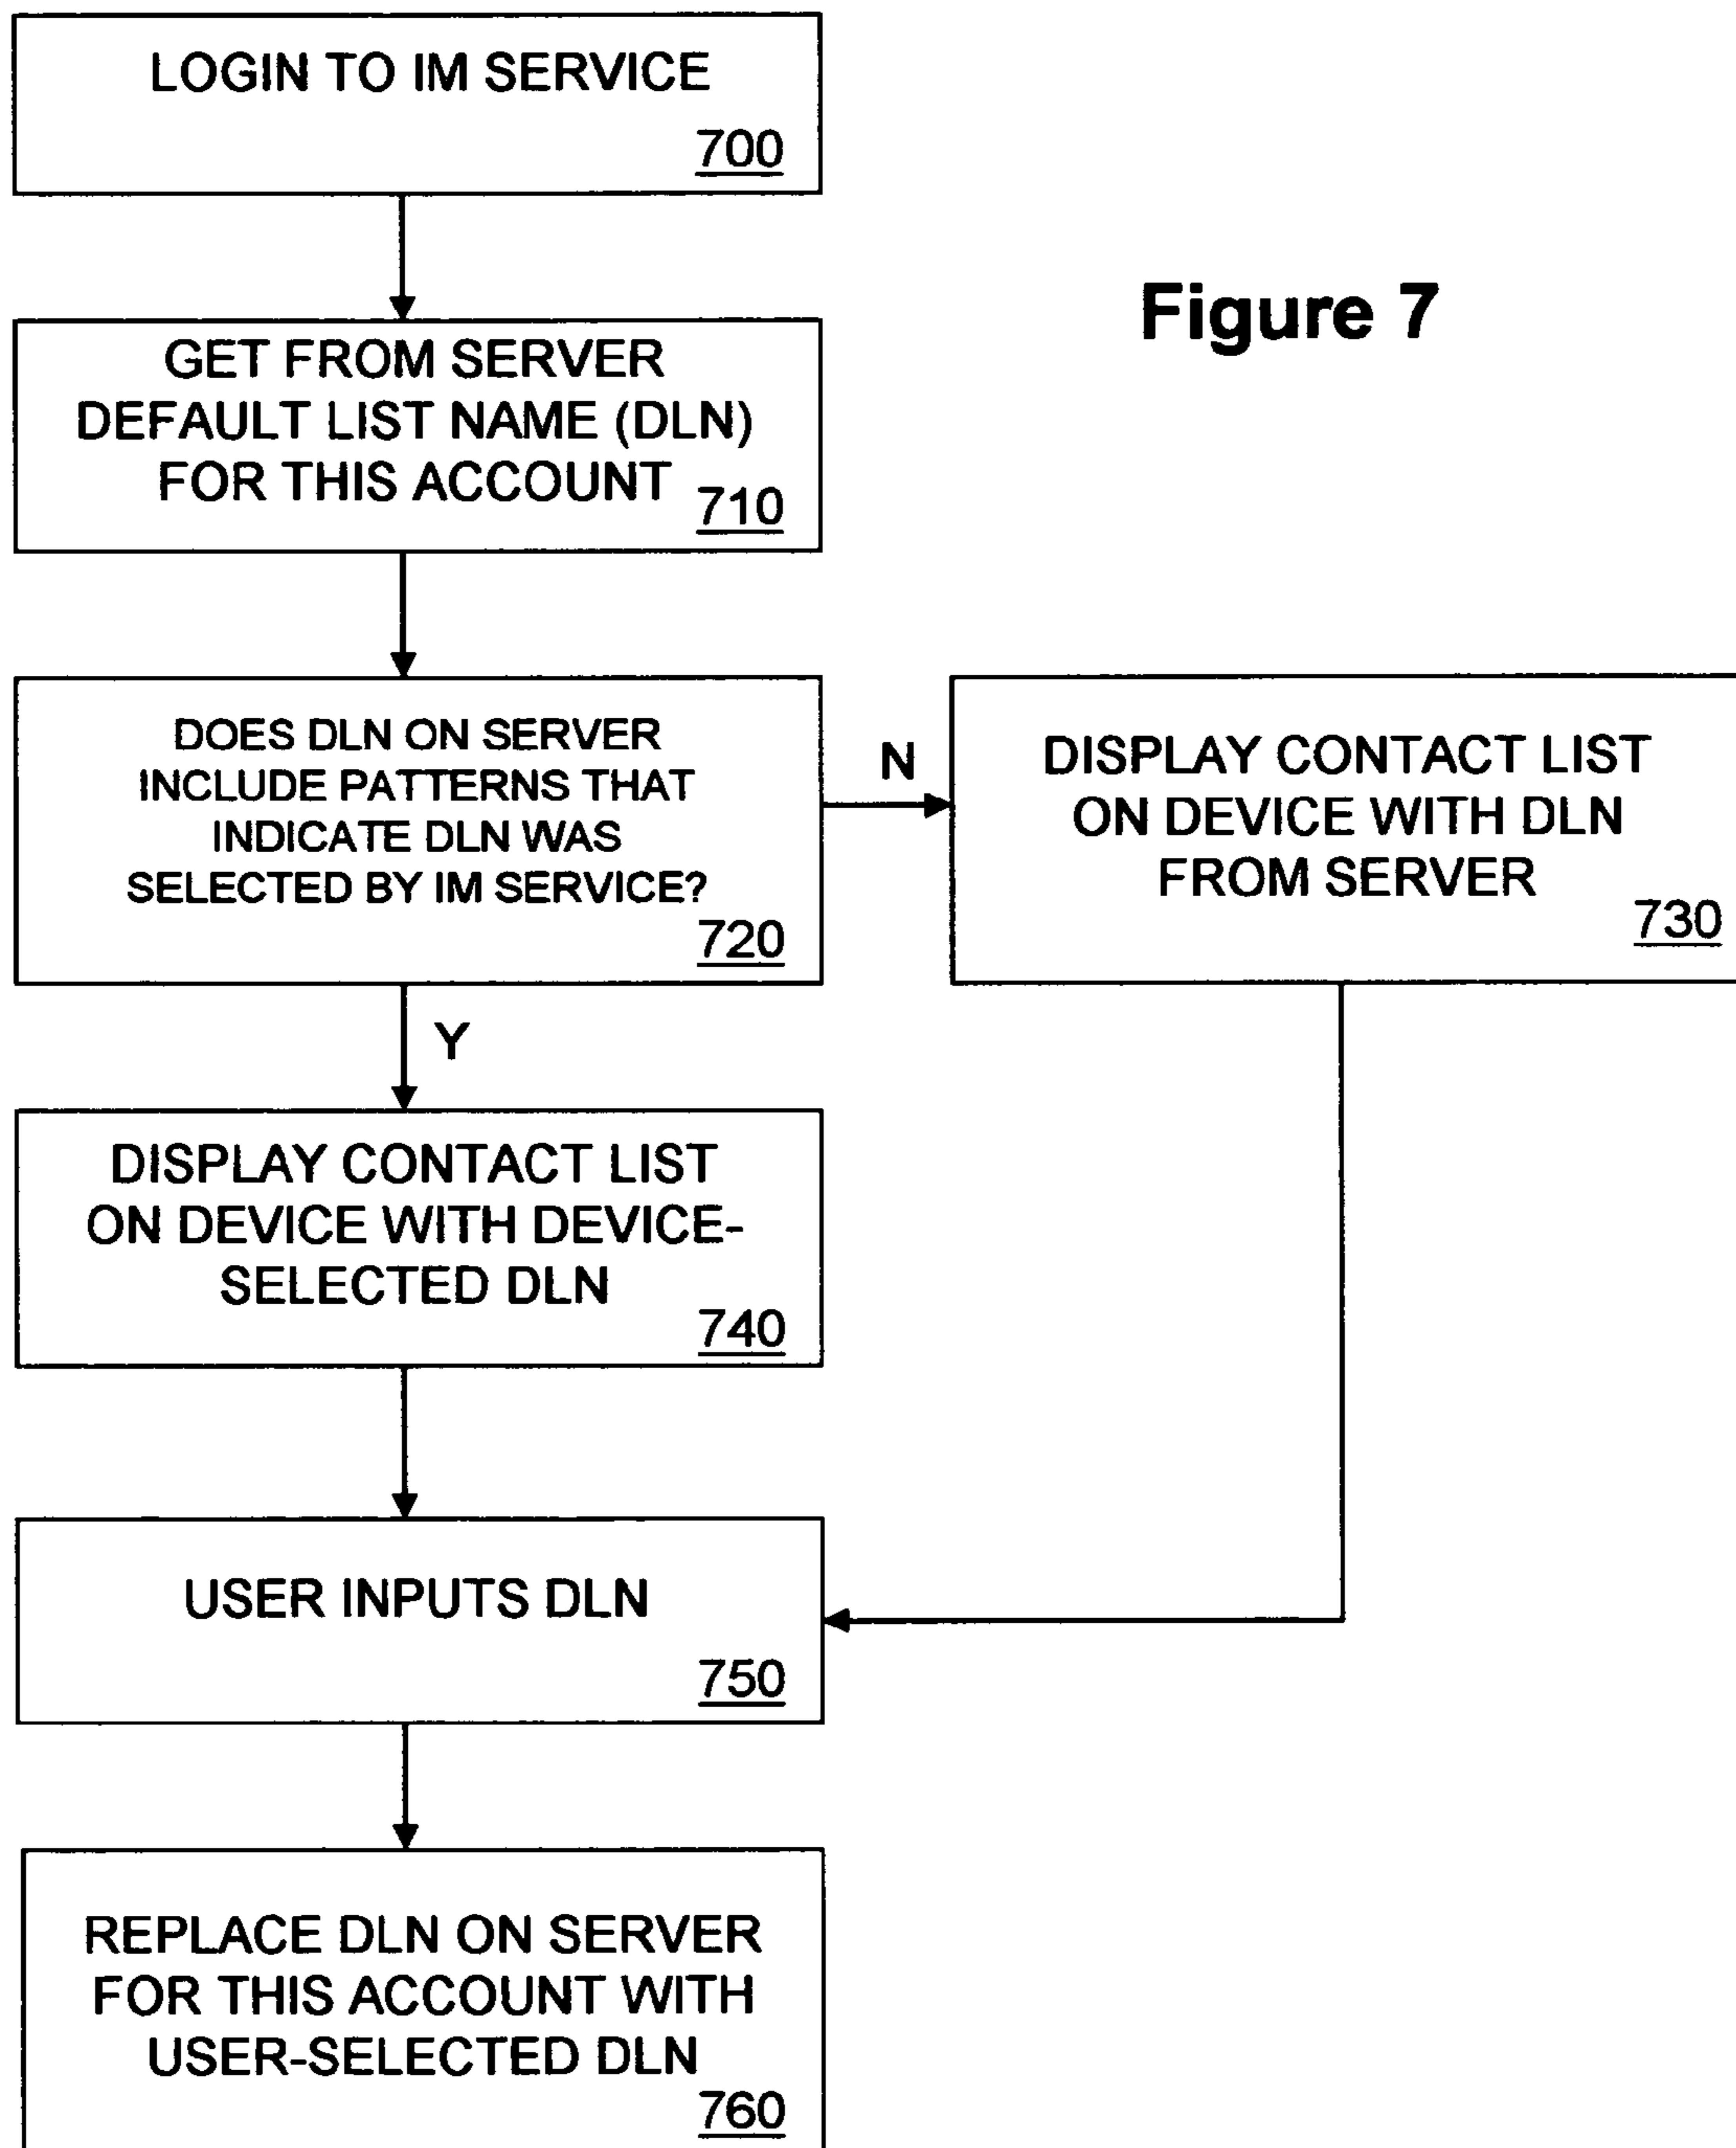 LOGIN TO IM SERVICE
700
Figure 7
GET FROM SERVER
DEFAULT LIST NAME (DLN)
FOR THIS ACCOUNT
710
DOES DLN ON SERVER
INCLUDE PATTERNS THAT
INDICATE DLN WAS
SELECTED BY IM SERVICE?
720
N
DISPLAY CONTACT LIST
ON DEVICE WITH DLN
FROM SERVER
730
Y
DISPLAY CONTACT LIST
ON DEVICE WITH DEVICE-
SELECTED DLN
740
USER INPUTS DLN
750
REPLACE DLN ON SERVER
FOR THIS ACCOUNT WITH
USER-SELECTED DLN
760